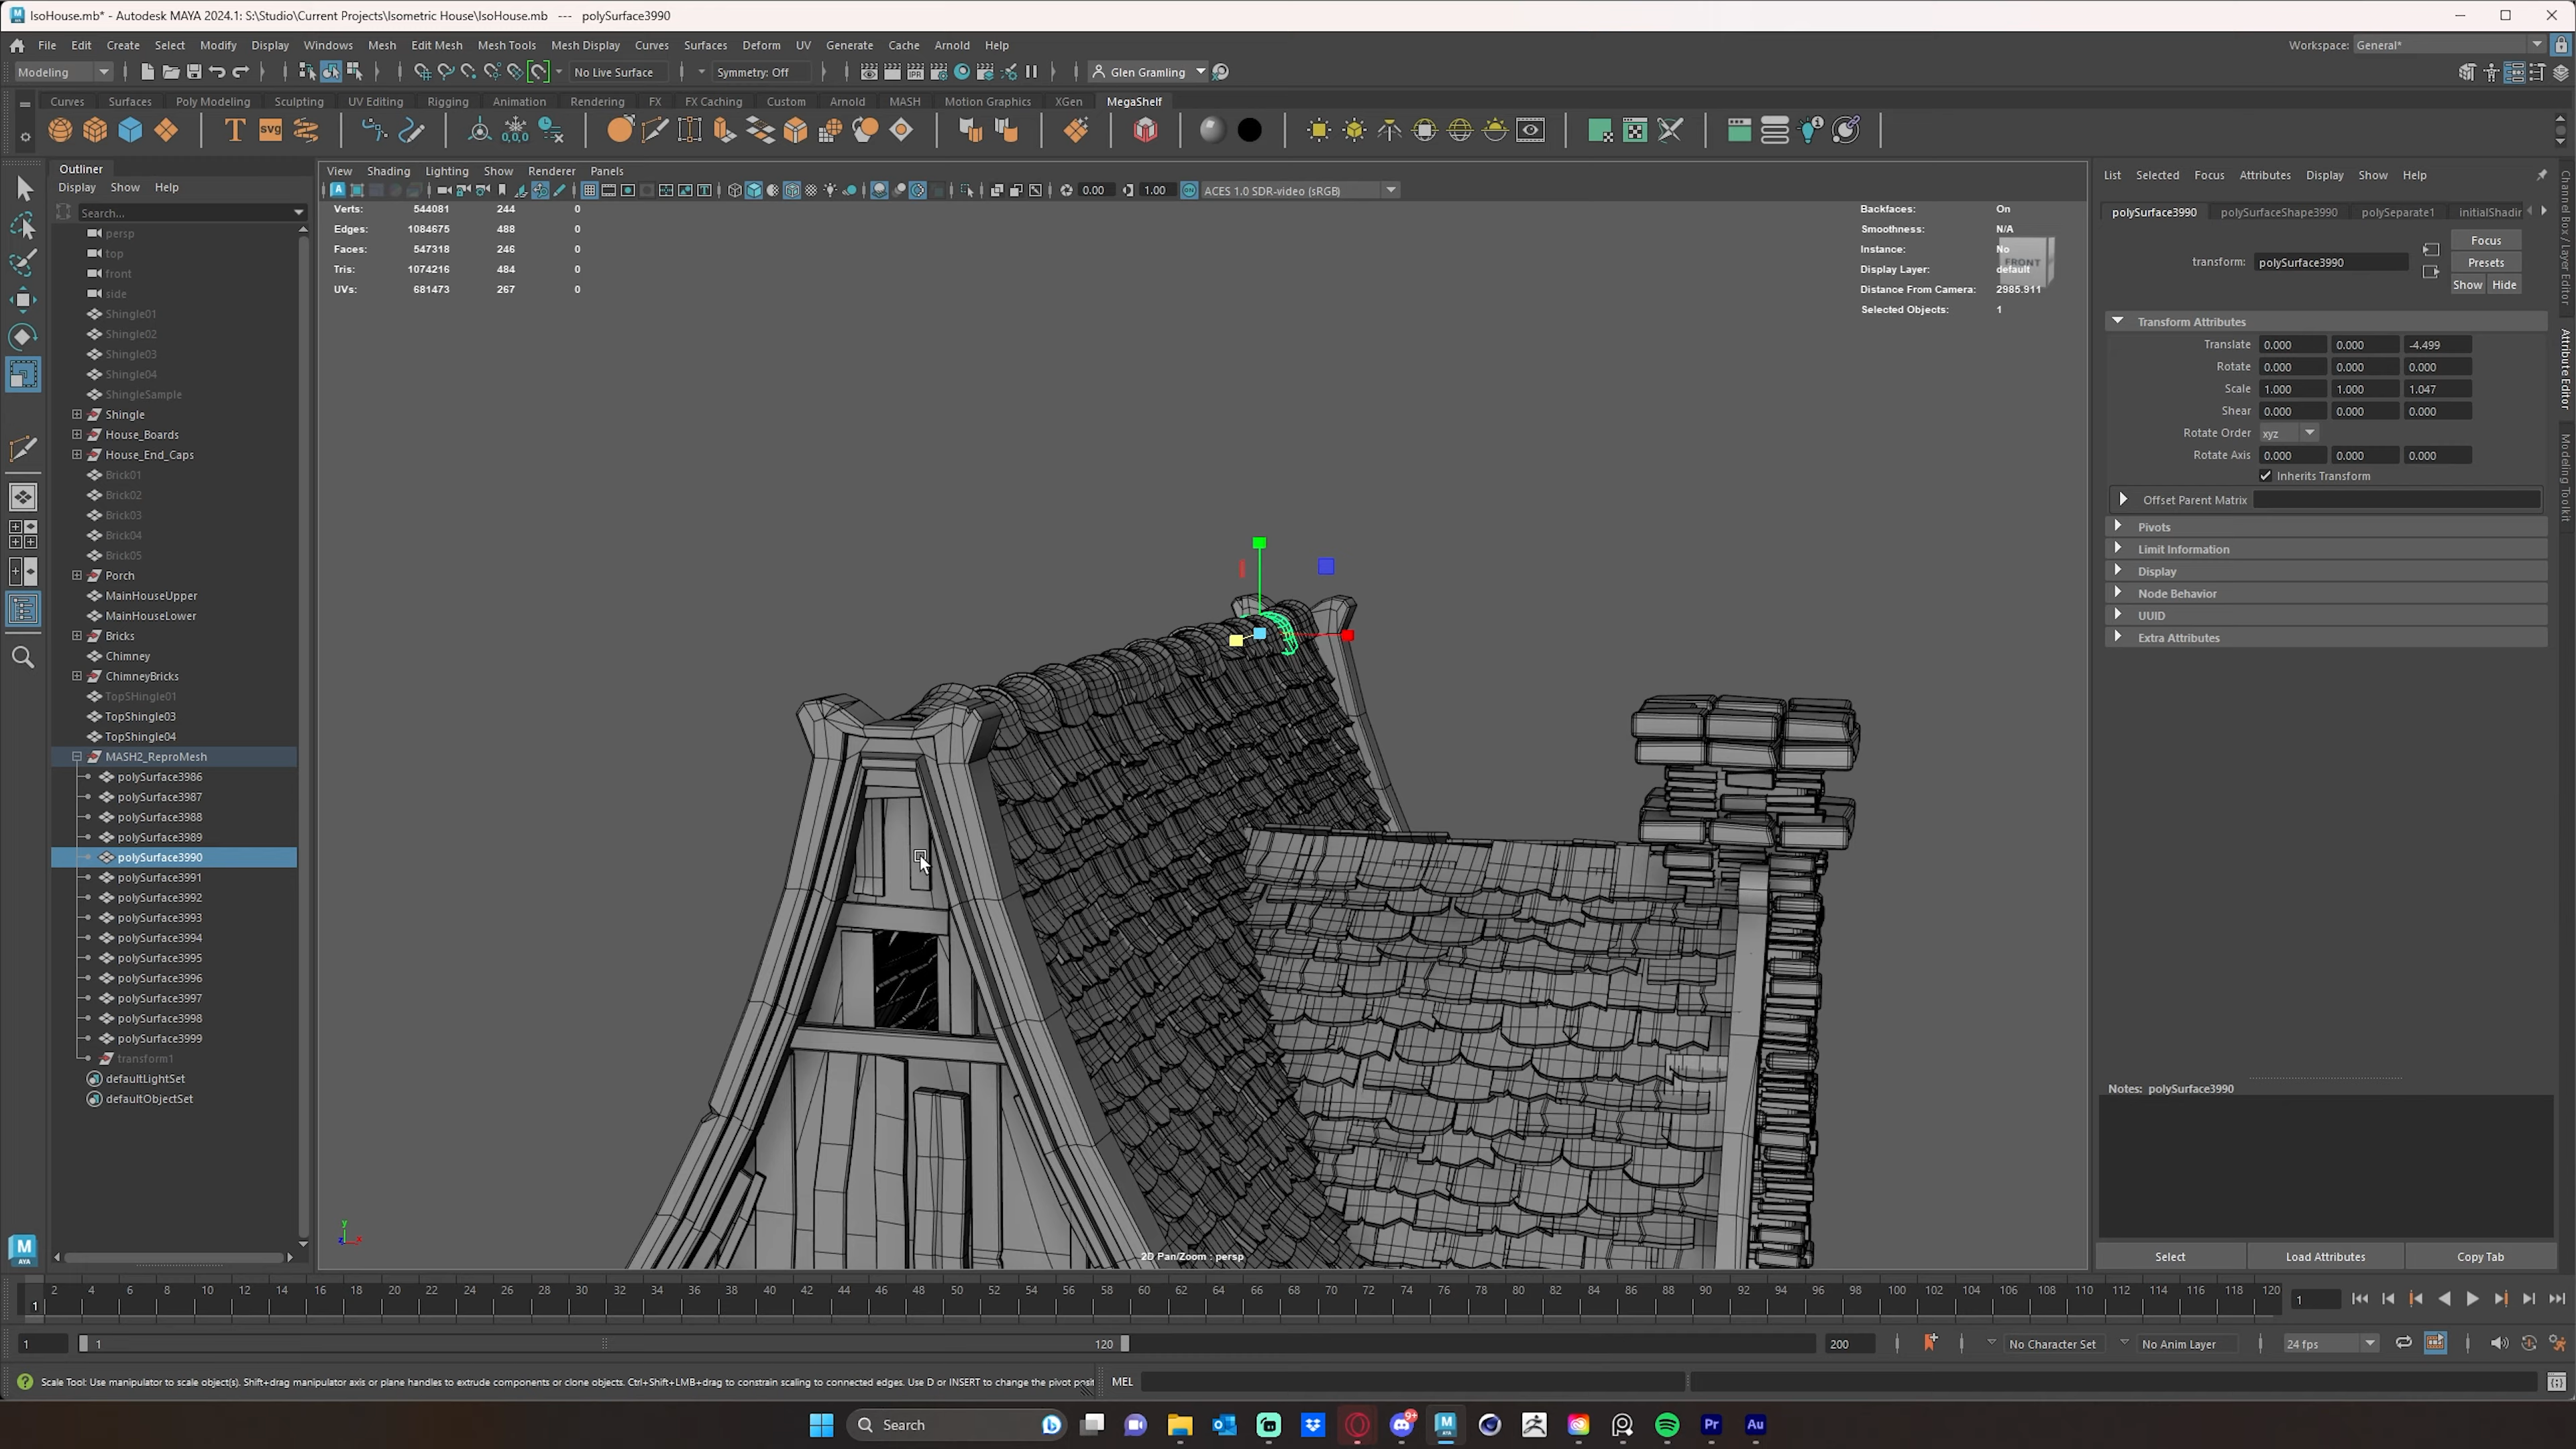 IsoHouse.mb* - Autodesk MAYA 2024.1: S:\Studio\Current Projects\Isometric House\IsoHouse.mb --- polySurface3990
File Edit Create Select Modify Display Windows Mesh Edit Mesh Mesh Tools Mesh Display Curves Surfaces Deform UV Generate Cache Arnold Help
Workspace: General*
Modeling No Live Surface Symmetry: Off Glen Gramling
Curves Surfaces Poly Modeling Sculpting UV Editing Rigging Animation Rendering FX FX Caching Custom Arnold MASH Motion Graphics XGen MegaShelf
Outliner
Display Show Help
Search...
persp
top
front
side
Shingle01
Shingle02
Shingle03
Shingle04
ShingleSample
Shingle
House_Boards
House_End_Caps
Brick01
Brick02
Brick03
Brick04
Brick05
Porch
MainHouseUpper
MainHouseLower
Bricks
Chimney
ChimneyBricks
TopSHingle01
TopShingle03
TopShingle04
MASH2_ReproMesh
polySurface3986
polySurface3987
polySurface3988
polySurface3989
polySurface3990
polySurface3991
polySurface3992
polySurface3993
polySurface3994
polySurface3995
polySurface3996
polySurface3997
polySurface3998
polySurface3999
transform1
defaultLightSet
defaultObjectSet
View Shading Lighting Show Renderer Panels
0.00 1.00 ACES 1.0 SDR-video (sRGB)
Verts: 544081 244 0
Edges: 1084675 488 0
Faces: 547318 246 0
Tris: 1074216 484 0
UVs: 681473 267 0
Backfaces: On
Smoothness: N/A
Instance: No
Display Layer: default
Distance From Camera: 2985.911
Selected Objects: 1
FRONT
2D Pan/Zoom : persp
List Selected Focus Attributes Display Show Help
polySurface3990 polySurfaceShape3990 polySeparate1 initialShadin
transform: polySurface3990
Focus
Presets
Show Hide
Transform Attributes
Translate 0.000 0.000 -4.499
Rotate 0.000 0.000 0.000
Scale 1.000 1.000 1.047
Shear 0.000 0.000 0.000
Rotate Order xyz
Rotate Axis 0.000 0.000 0.000
Inherits Transform
Offset Parent Matrix
Pivots
Limit Information
Display
Node Behavior
UUID
Extra Attributes
Notes: polySurface3990
Select Load Attributes Copy Tab
Channel Box / Layer Editor
Attribute Editor
Modeling Toolkit
2 4 6 8 10 12 14 16 18 20 22 24 26 28 30 32 34 36 38 40 42 44 46 48 50 52 54 56 58 60 62 64 66 68 70 72 74 76 78 80 82 84 86 88 90 92 94 96 98 100 102 104 106 108 110 112 114 116 118 120
1 1
1 1 120 200 No Character Set No Anim Layer 24 fps
Scale Tool: Use manipulator to scale object(s). Shift+drag manipulator axis or plane handles to extrude components or clone objects. Ctrl+Shift+LMB+drag to constrain scaling to connected edges. Use D or INSERT to change the pivot posit
MEL
Search